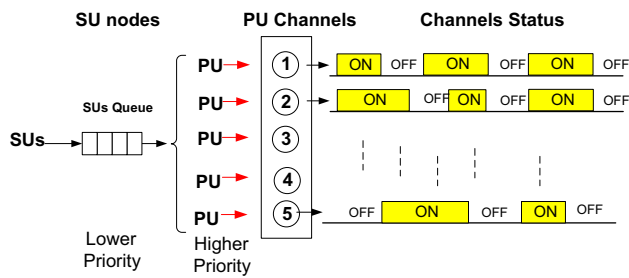 SU nodes PU Channels Channels Status
PU 1 ON OFF ON OFF ON OFF
SUs Queue PU 2 ON OFF ON OFF ON OFF
SUs PU 3
PU 4
PU 5 OFF ON OFF ON OFF
Lower Priority
Higher Priority